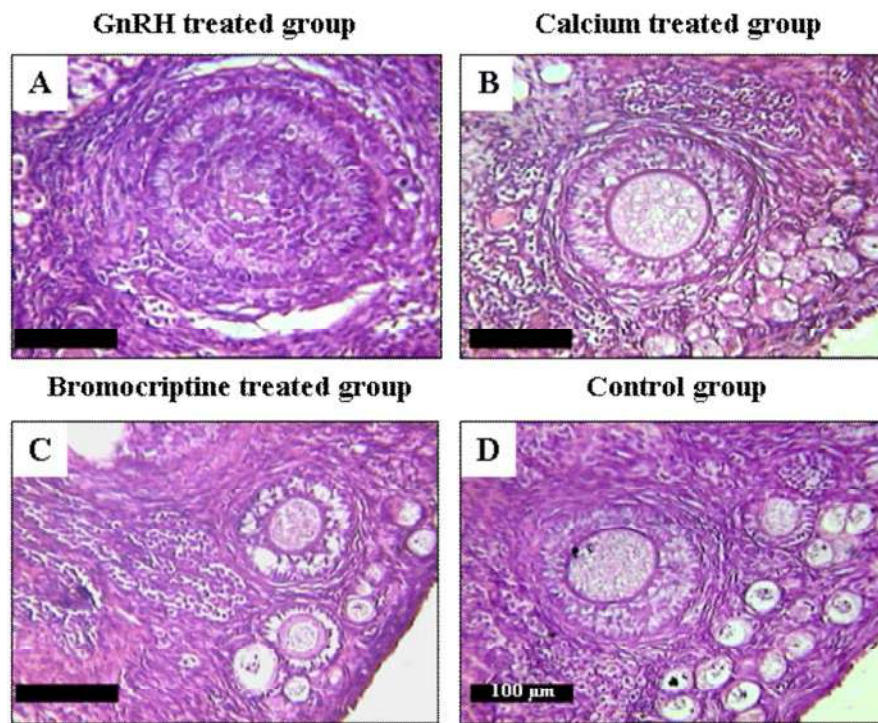 GnRH treated group
Calcium treated group
A
B
Bromocriptine treated group
Control group
C
D
100 µm